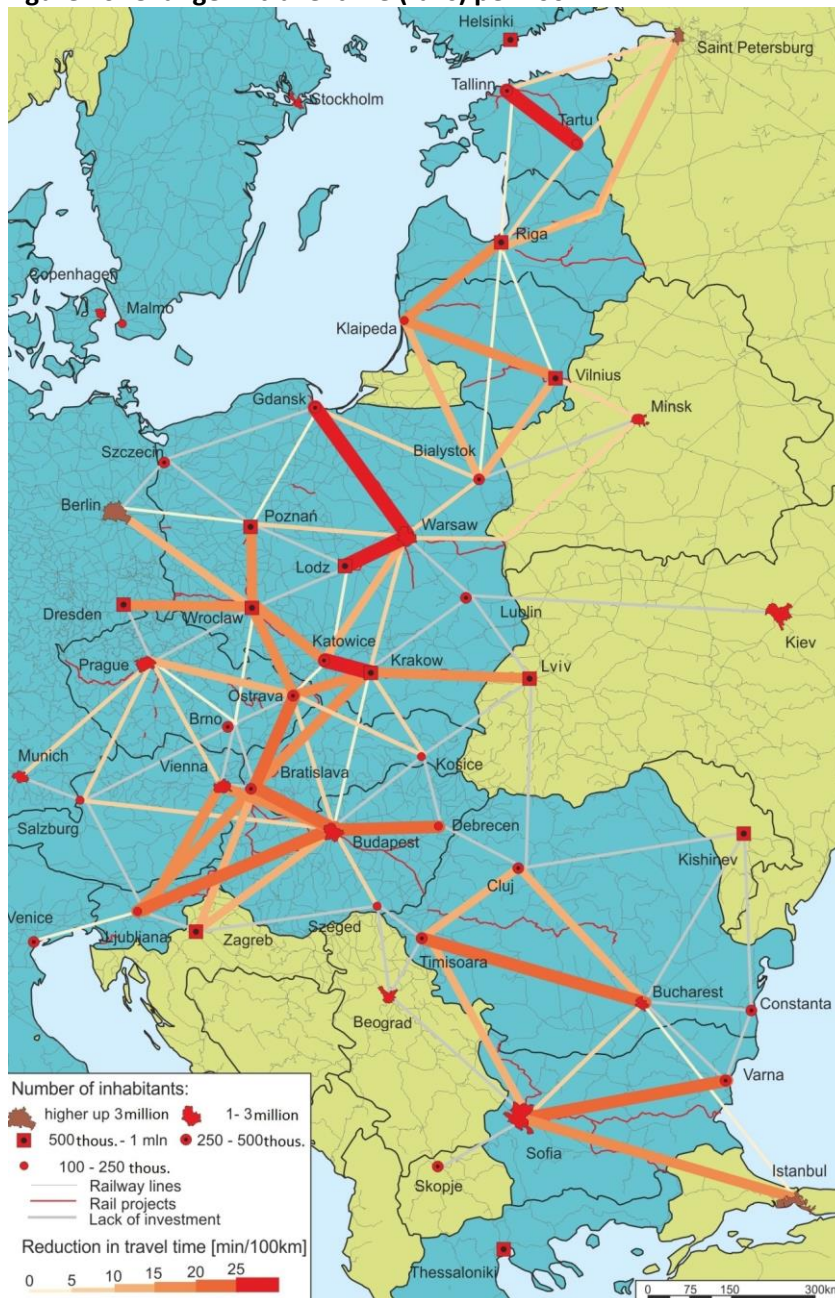 Helsinki
Saint Petersburg
Tallinn
Stockholm
Tartu
Riga
Copenhagen
Malmo
Klaipeda
Vilnius
Minsk
Gdansk
Szczecin
Bialystok
Berlin
Poznań
Warsaw
Lodz
Dresden
Wroclaw
Lublin
Kiev
Katowice
Krakow
Lviv
Prague
Ostrava
Brno
Munich
Vienna
Bratislava
Kosice
Salzburg
Budapest
Debrecen
Kishinev
Cluj
Venice
Ljubljana
Zagreb
Szeged
Timisoara
Beograd
Bucharest
Constanta
Varna
Sofia
Istanbul
Skopje
Thessaloniki
Number of inhabitants:
higher up 3million 1- 3million
500thous.- 1 mln 250 - 500thous.
100 - 250 thous.
Railway lines
Rail projects
Lack of investment
Reduction in travel time [min/100km]
0 5 10 15 20 25
0 75 150 300km